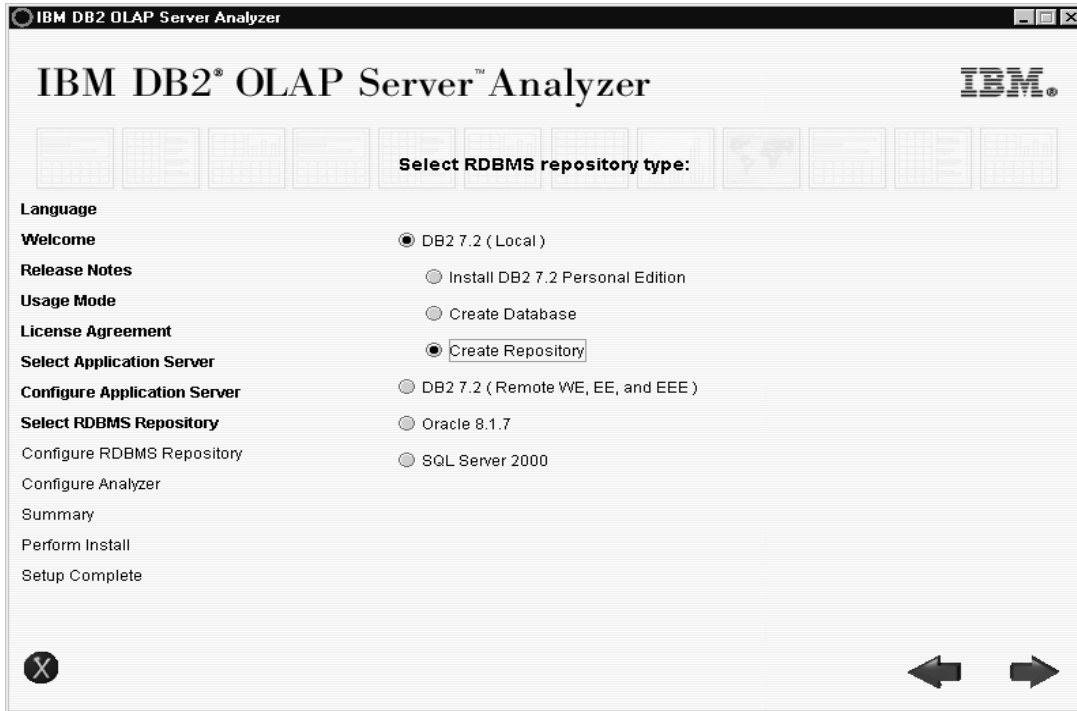 IBM DB2 OLAP Server Analyzer
IBM DB2® OLAP Server™ Analyzer
IBM®
Select RDBMS repository type:
Language
Welcome
Release Notes
Usage Mode
License Agreement
Select Application Server
Configure Application Server
Select RDBMS Repository
Configure RDBMS Repository
Configure Analyzer
Summary
Perform Install
Setup Complete
DB2 7.2 ( Local )
Install DB2 7.2 Personal Edition
Create Database
Create Repository
DB2 7.2 ( Remote WE, EE, and EEE )
Oracle 8.1.7
SQL Server 2000